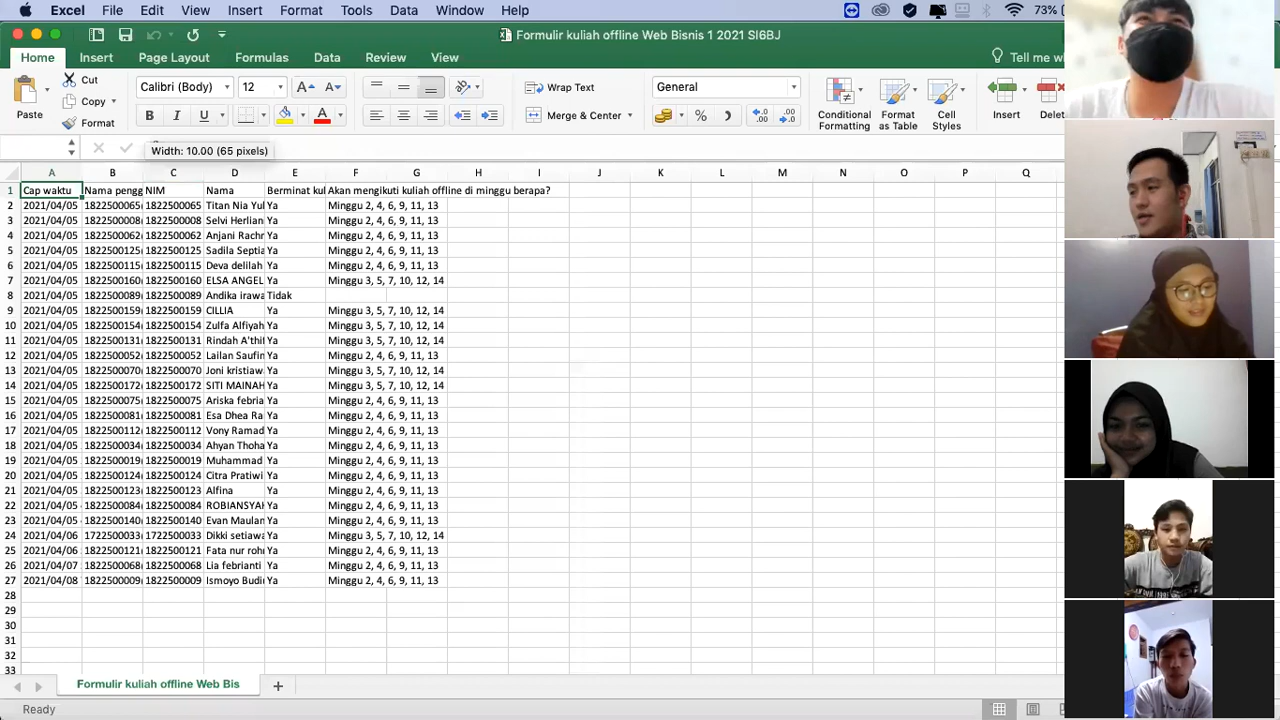 Excel File Edit View Insert Format Tools Data Window Help 73%
Formulir kuliah offline Web Bisnis 1 2021 SI6BJ
Home Insert Page Layout Formulas Data Review View Tell me
Cut
Copy
Format
Paste
Calibri (Body) 12
B I U
Wrap Text
Merge & Center
General
Conditional Formatting
Format as Table
Cell Styles
Insert
Width: 10.00 (65 pixels)
A B C D E F G H I J K L M N O P Q
1 Cap waktu Nama pengg NIM Nama Berminat kul Akan mengikuti kuliah offline di minggu berapa?
2 2021/04/05 1822500065 1822500065 Titan Nia Yul Ya Minggu 2, 4, 6, 9, 11, 13
3 2021/04/05 1822500008 1822500008 Selvi Herlian Ya Minggu 2, 4, 6, 9, 11, 13
4 2021/04/05 1822500062 1822500062 Anjani Rachr Ya Minggu 2, 4, 6, 9, 11, 13
5 2021/04/05 1822500125 1822500125 Sadila Septia Ya Minggu 2, 4, 6, 9, 11, 13
6 2021/04/05 1822500115 1822500115 Deva delilah Ya Minggu 2, 4, 6, 9, 11, 13
7 2021/04/05 1822500160 1822500160 ELSA ANGEL Ya Minggu 3, 5, 7, 10, 12, 14
8 2021/04/05 1822500089 1822500089 Andika irawa Tidak
9 2021/04/05 1822500159 1822500159 CILLIA Ya Minggu 3, 5, 7, 10, 12, 14
10 2021/04/05 1822500154 1822500154 Zulfa Alfiyah Ya Minggu 3, 5, 7, 10, 12, 14
11 2021/04/05 1822500131 1822500131 Rindah A'thif Ya Minggu 3, 5, 7, 10, 12, 14
12 2021/04/05 1822500052 1822500052 Lailan Saufin Ya Minggu 2, 4, 6, 9, 11, 13
13 2021/04/05 1822500070 1822500070 Joni kristiaw Ya Minggu 3, 5, 7, 10, 12, 14
14 2021/04/05 1822500172 1822500172 SITI MAINAH Ya Minggu 3, 5, 7, 10, 12, 14
15 2021/04/05 1822500075 1822500075 Ariska febria Ya Minggu 2, 4, 6, 9, 11, 13
16 2021/04/05 1822500081 1822500081 Esa Dhea Ra Ya Minggu 2, 4, 6, 9, 11, 13
17 2021/04/05 1822500112 1822500112 Vony Ramad Ya Minggu 2, 4, 6, 9, 11, 13
18 2021/04/05 1822500034 1822500034 Ahyan Thoha Ya Minggu 2, 4, 6, 9, 11, 13
19 2021/04/05 1822500019 1822500019 Muhammad Ya Minggu 2, 4, 6, 9, 11, 13
20 2021/04/05 1822500124 1822500124 Citra Pratiwi Ya Minggu 2, 4, 6, 9, 11, 13
21 2021/04/05 1822500123 1822500123 Alfina Ya Minggu 2, 4, 6, 9, 11, 13
22 2021/04/05 1822500084 1822500084 ROBIANSYAH Ya Minggu 2, 4, 6, 9, 11, 13
23 2021/04/05 1822500140 1822500140 Evan Maulan Ya Minggu 2, 4, 6, 9, 11, 13
24 2021/04/06 1722500033 1722500033 Dikki setiawa Ya Minggu 3, 5, 7, 10, 12, 14
25 2021/04/06 1822500121 1822500121 Fata nur roh Ya Minggu 2, 4, 6, 9, 11, 13
26 2021/04/07 1822500068 1822500068 Lia febrianti Ya Minggu 2, 4, 6, 9, 11, 13
27 2021/04/08 1822500009 1822500009 Ismoyo Budi Ya Minggu 2, 4, 6, 9, 11, 13
28
29
30
31
32
33
Formulir kuliah offline Web Bis
Ready